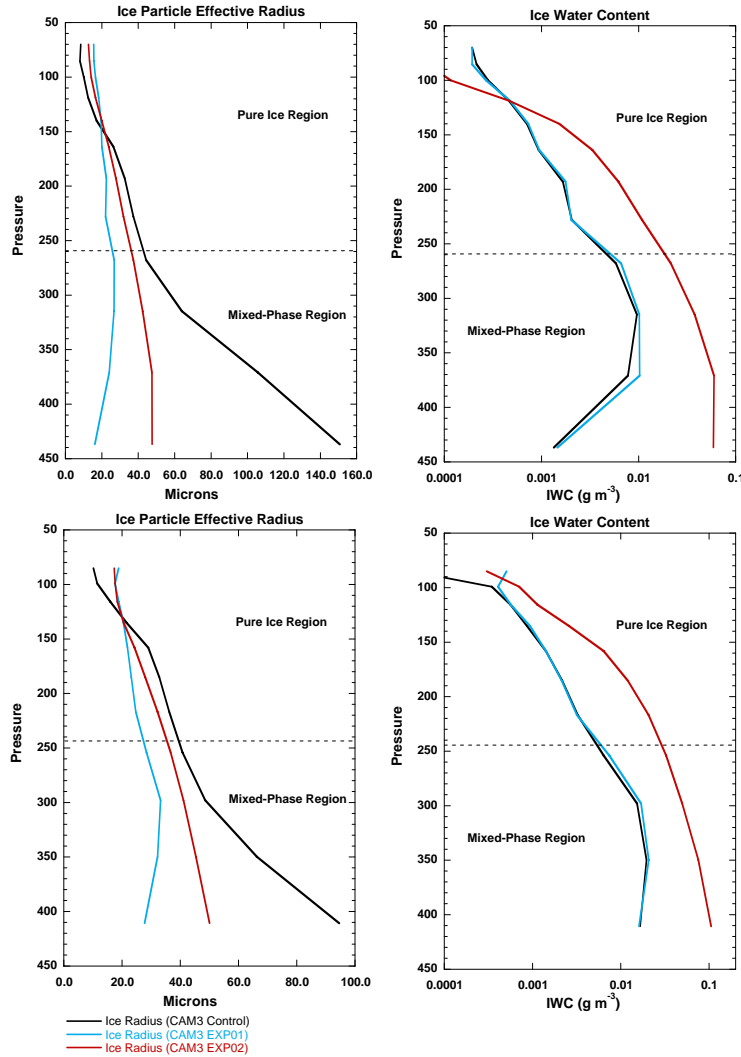 Ice Particle Effective Radius
50
100
150
200
250
300
350
400
450
Pressure
Pure Ice Region
Mixed-Phase Region
0.0 20.0 40.0 60.0 80.0 100.0 120.0 140.0 160.0
Microns
Ice Water Content
50
100
150
200
250
300
350
400
450
Pressure
Pure Ice Region
Mixed-Phase Region
0.0001 0.001 0.01 0.1
IWC (g m⁻³)
Ice Particle Effective Radius
50
100
150
200
250
300
350
400
450
Pressure
Pure Ice Region
Mixed-Phase Region
0.0 20.0 40.0 60.0 80.0 100.0
Microns
Ice Water Content
50
100
150
200
250
300
350
400
450
Pressure
Pure Ice Region
Mixed-Phase Region
0.0001 0.001 0.01 0.1
IWC (g m⁻³)
Ice Radius (CAM3 Control)
Ice Radius (CAM3 EXP01)
Ice Radius (CAM3 EXP02)